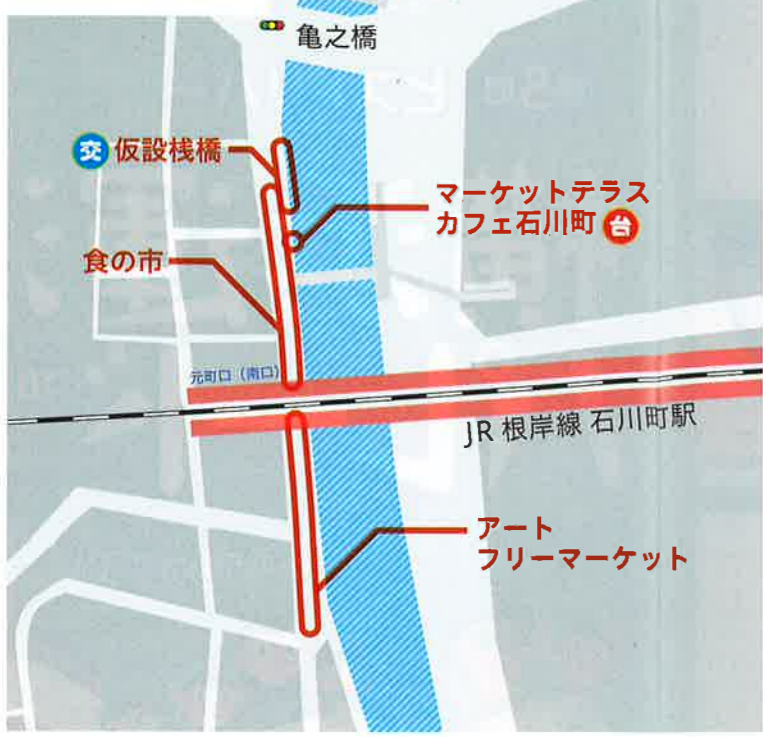 亀之橋
交 仮設桟橋
マーケットテラス
カフェ石川町 台
食の市
元町口（南口）
JR 根岸線 石川町駅
アート
フリーマーケット